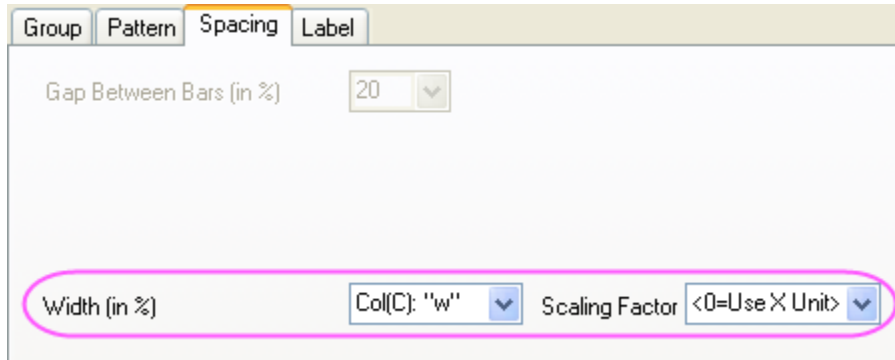 Group Pattern Spacing Label
Gap Between Bars (in %) 20
Width (in %) Col(C): "w" Scaling Factor <0=Use X Unit>